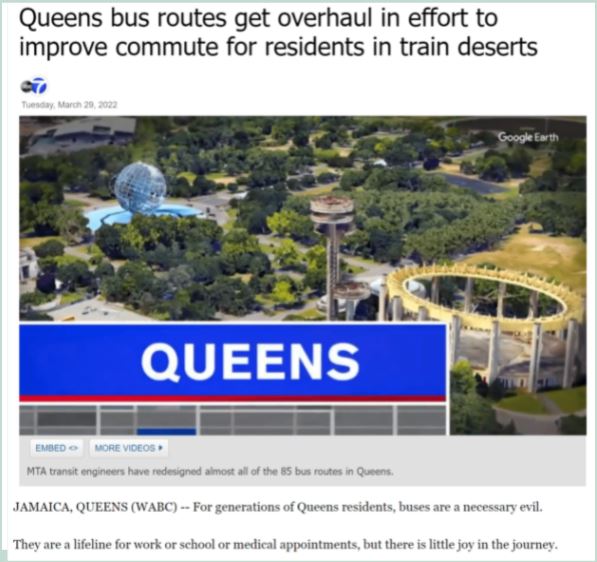 Queens bus routes get overhaul in effort to
improve commute for residents in train deserts
abc 7
Tuesday, March 29, 2022
Google Earth
QUEENS
EMBED <> MORE VIDEOS
MTA transit engineers have redesigned almost all of the 85 bus routes in Queens.
JAMAICA, QUEENS (WABC) -- For generations of Queens residents, buses are a necessary evil.
They are a lifeline for work or school or medical appointments, but there is little joy in the journey.